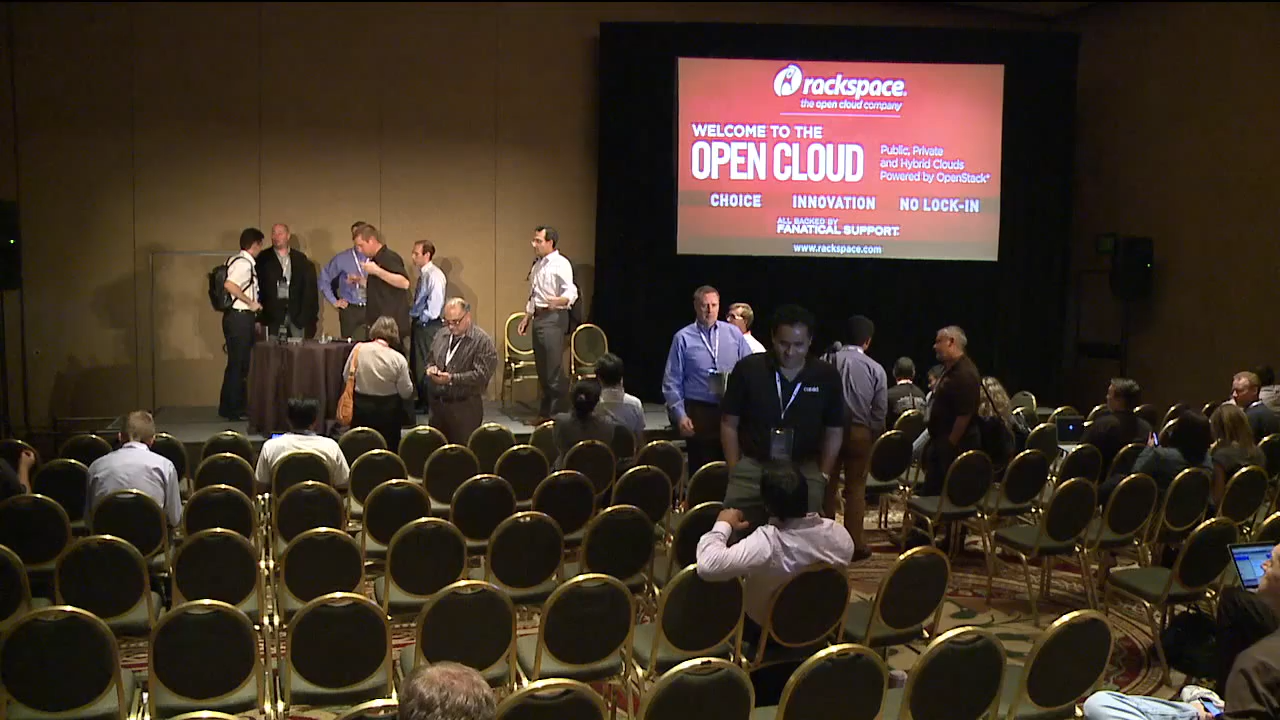 rackspace.
the open cloud company
WELCOME TO THE
OPEN CLOUD
Public, Private
and Hybrid Clouds
Powered by OpenStack®
CHOICE INNOVATION NO LOCK-IN
ALL BACKED BY
FANATICAL SUPPORT.
www.rackspace.com